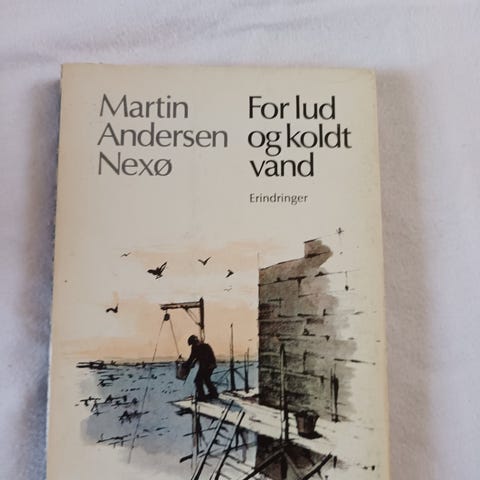 Martin
Andersen
Nexø
For lud
og koldt
vand
Erindringer